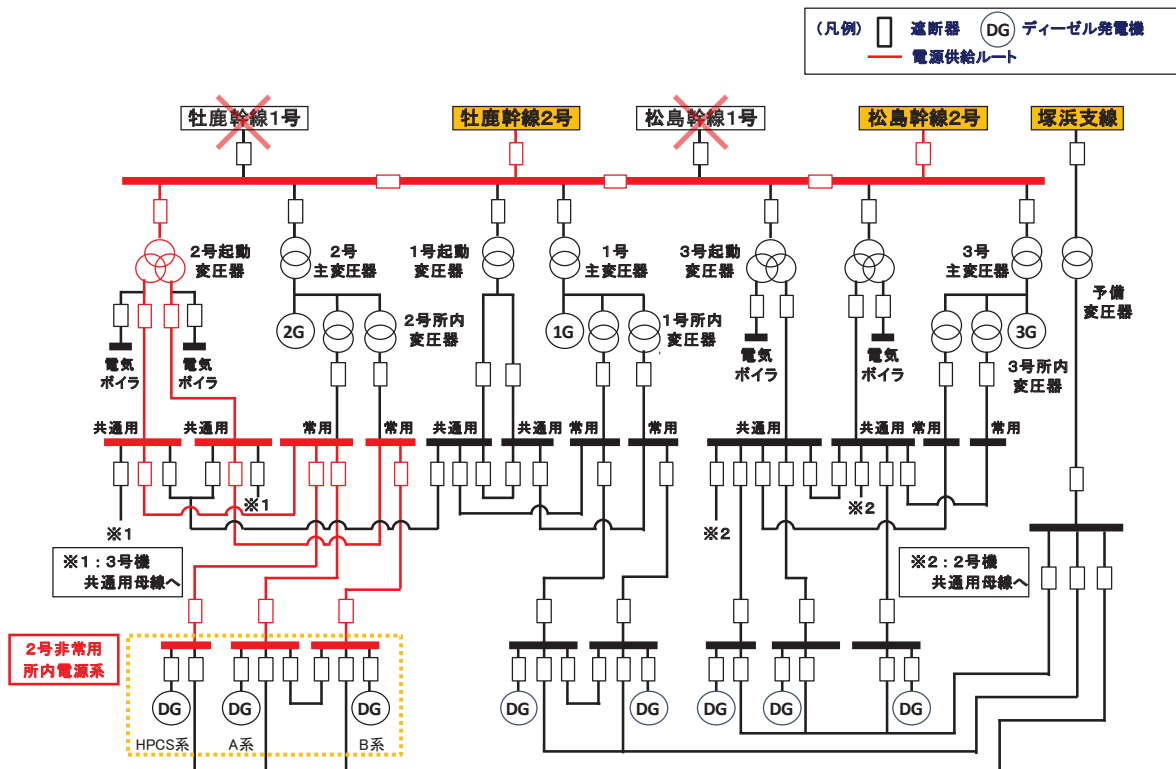 (凡例) 遮断器 DG ディーゼル発電機
電源供給ルート
牡鹿幹線1号
牡鹿幹線2号
松島幹線1号
松島幹線2号
塚浜支線
2号起動
変圧器
2号
主変圧器
1号起動
変圧器
1号
主変圧器
3号起動
変圧器
3号
主変圧器
予備
変圧器
2G
2号所内
変圧器
1G
1号所内
変圧器
3G
3号所内
変圧器
電気
ボイラ
電気
ボイラ
電気
ボイラ
電気
ボイラ
共通用
共通用
常用
常用
共通用
共通用
常用
常用
共通用
共通用
常用
常用
※1
※1
※2
※2
※1:3号機
共通用母線へ
※2:2号機
共通用母線へ
2号非常用
所内電源系
DG
DG
DG
DG
DG
DG
DG
DG
HPCS系
A系
B系